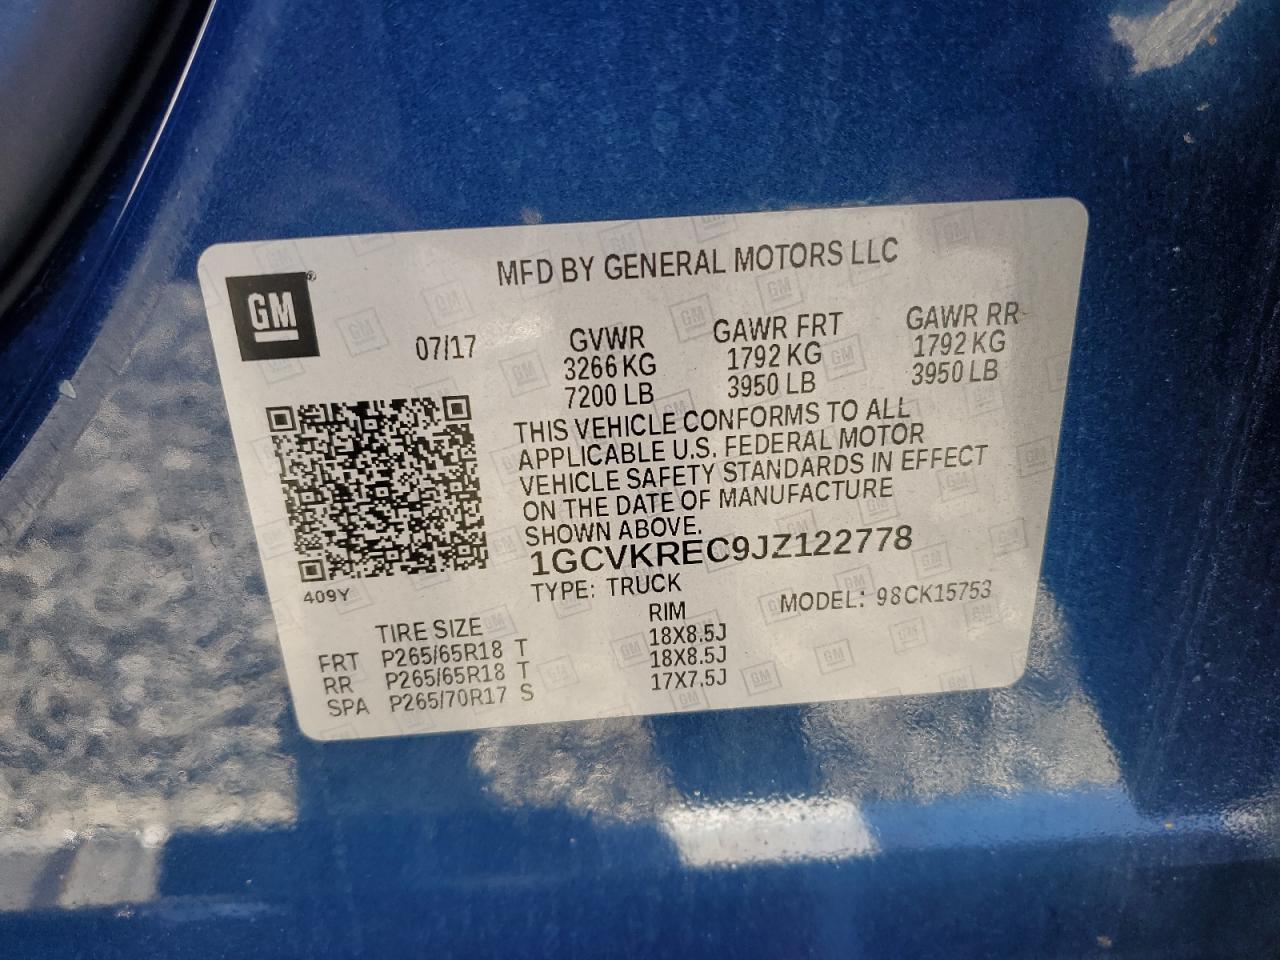 MFD BY GENERAL MOTORS LLC
GM®
07/17
GVWR GAWR FRT GAWR RR
3266 KG 1792 KG 1792 KG
7200 LB 3950 LB 3950 LB
THIS VEHICLE CONFORMS TO ALL
APPLICABLE U.S. FEDERAL MOTOR
VEHICLE SAFETY STANDARDS IN EFFECT
ON THE DATE OF MANUFACTURE
SHOWN ABOVE.
1GCVKREC9JZ122778
409Y
TYPE: TRUCK MODEL: 98CK15753
TIRE SIZE RIM
FRT P265/65R18 T 18X8.5J
RR P265/65R18 T 18X8.5J
SPA P265/70R17 S 17X7.5J